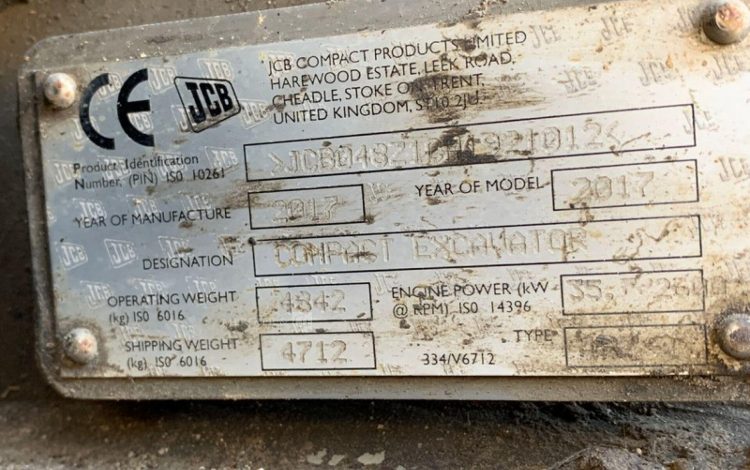 CE
JCB
JCB COMPACT PRODUCTS LIMITED
HAREWOOD ESTATE, LEEK ROAD,
CHEADLE, STOKE ON TRENT
UNITED KINGDOM, ST10 2JU
Product Identification
Number, (PIN) ISO 10261
YEAR OF MANUFACTURE 2017 YEAR OF MODEL 2017
DESIGNATION COMPACT EXCAVATOR
OPERATING WEIGHT
(kg) ISO 6016
4842
ENGINE POWER (kW
@ RPM) ISO 14396
SHIPPING WEIGHT
(kg) ISO 6016
4712
334/V6712
TYPE